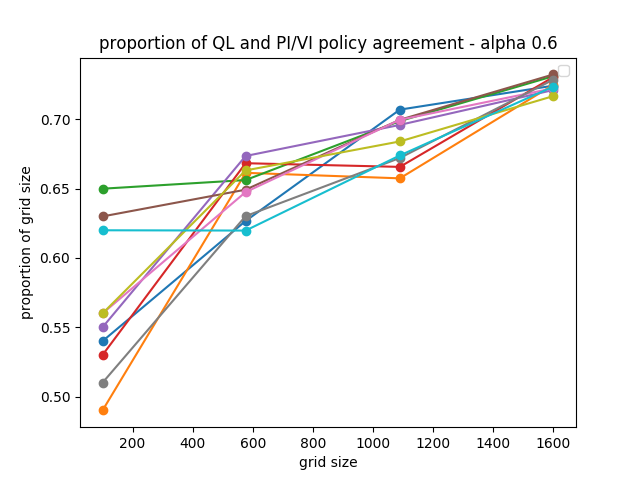 proportion of QL and PI/VI policy agreement - alpha 0.6
0.70
0.65
0.60
0.55
0.50
proportion of grid size
200 400 600 800 1000 1200 1400 1600
grid size